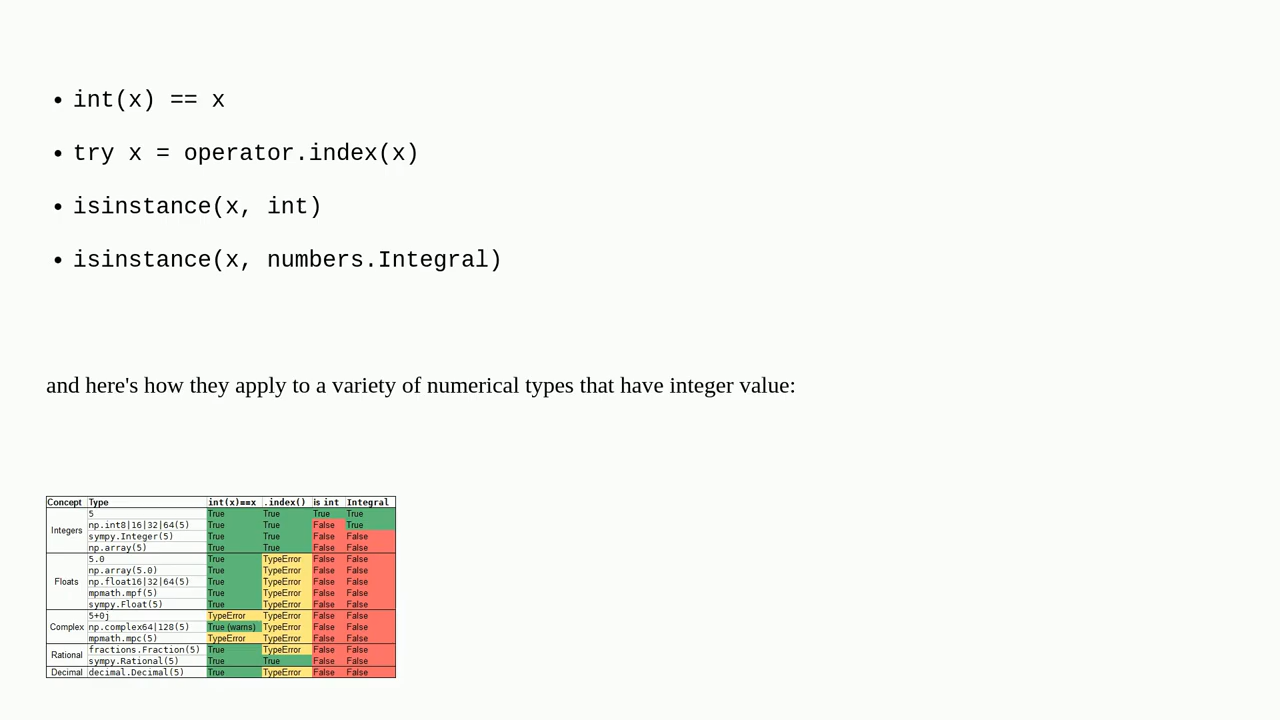 • int(x) == x
• try x = operator.index(x)
• isinstance(x, int)
• isinstance(x, numbers.Integral)
and here's how they apply to a variety of numerical types that have integer value:
Concept Type int(x)==x .index() is int Integral
Integers 5 True True True True
np.int8|16|32|64(5) True True False True
sympy.Integer(5) True True False False
np.array(5) True True False False
Floats 5.0 True TypeError False False
np.array(5.0) True TypeError False False
np.float16|32|64(5) True TypeError False False
mpmath.mpf(5) True TypeError False False
sympy.Float(5) True TypeError False False
Complex 5+0j TypeError TypeError False False
np.complex64|128(5) True (warns) TypeError False False
mpmath.mpc(5) TypeError TypeError False False
Rational fractions.Fraction(5) True TypeError False False
sympy.Rational(5) True True False False
Decimal decimal.Decimal(5) True TypeError False False